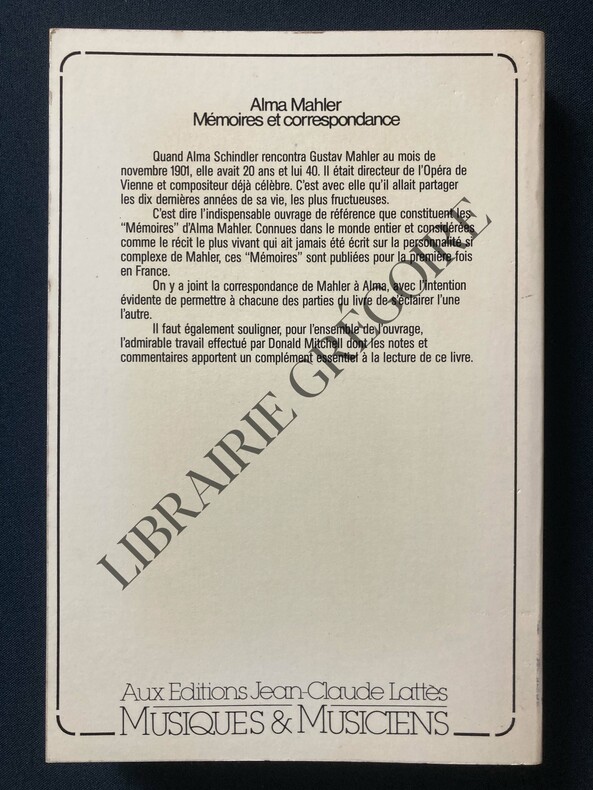 Alma Mahler
Mémoires et correspondance
Quand Alma Schindler rencontra Gustav Mahler au mois de
novembre 1901, elle avait 20 ans et lui 40. Il était directeur de l'Opéra de
Vienne et compositeur déjà célèbre. C'est avec elle qu'il allait partager
les dix dernières années de sa vie, les plus fructueuses.
C'est dire l'indispensable ouvrage de référence que constituent les
"Mémoires" d'Alma Mahler. Connues dans le monde entier et considérées
comme le récit le plus vivant qui ait jamais été écrit sur la personnalité si
complexe de Mahler, ces "Mémoires" sont publiées pour la première fois
en France.
On y a joint la correspondance de Mahler à Alma, avec l'intention
évidente de permettre à chacune des parties du livre de s'éclairer l'une
l'autre.
Il faut également souligner, pour l'ensemble de l'ouvrage,
l'admirable travail effectué par Donald Mitchell dont les notes et
commentaires apportent un complément essentiel à la lecture de ce livre.
LIBRAIRIE GRÉGOIRE
Aux Editions Jean-Claude Lattès
MUSIQUES & MUSICIENS